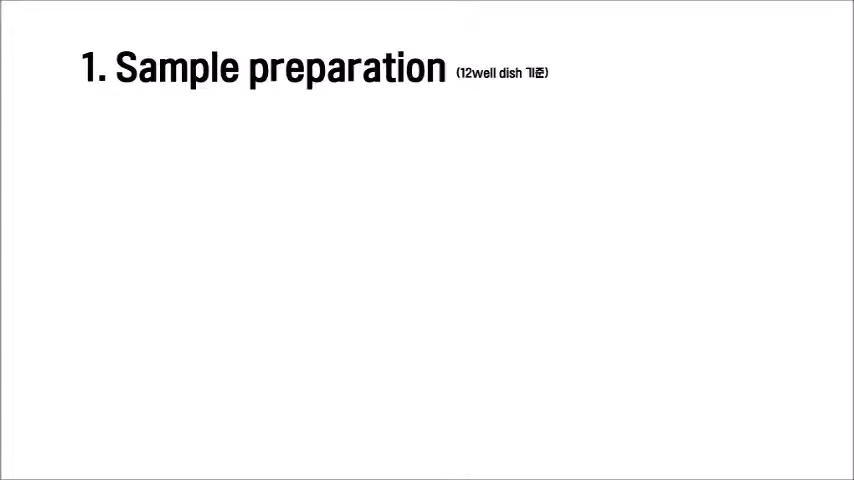 1. Sample preparation (12well dish 기준)